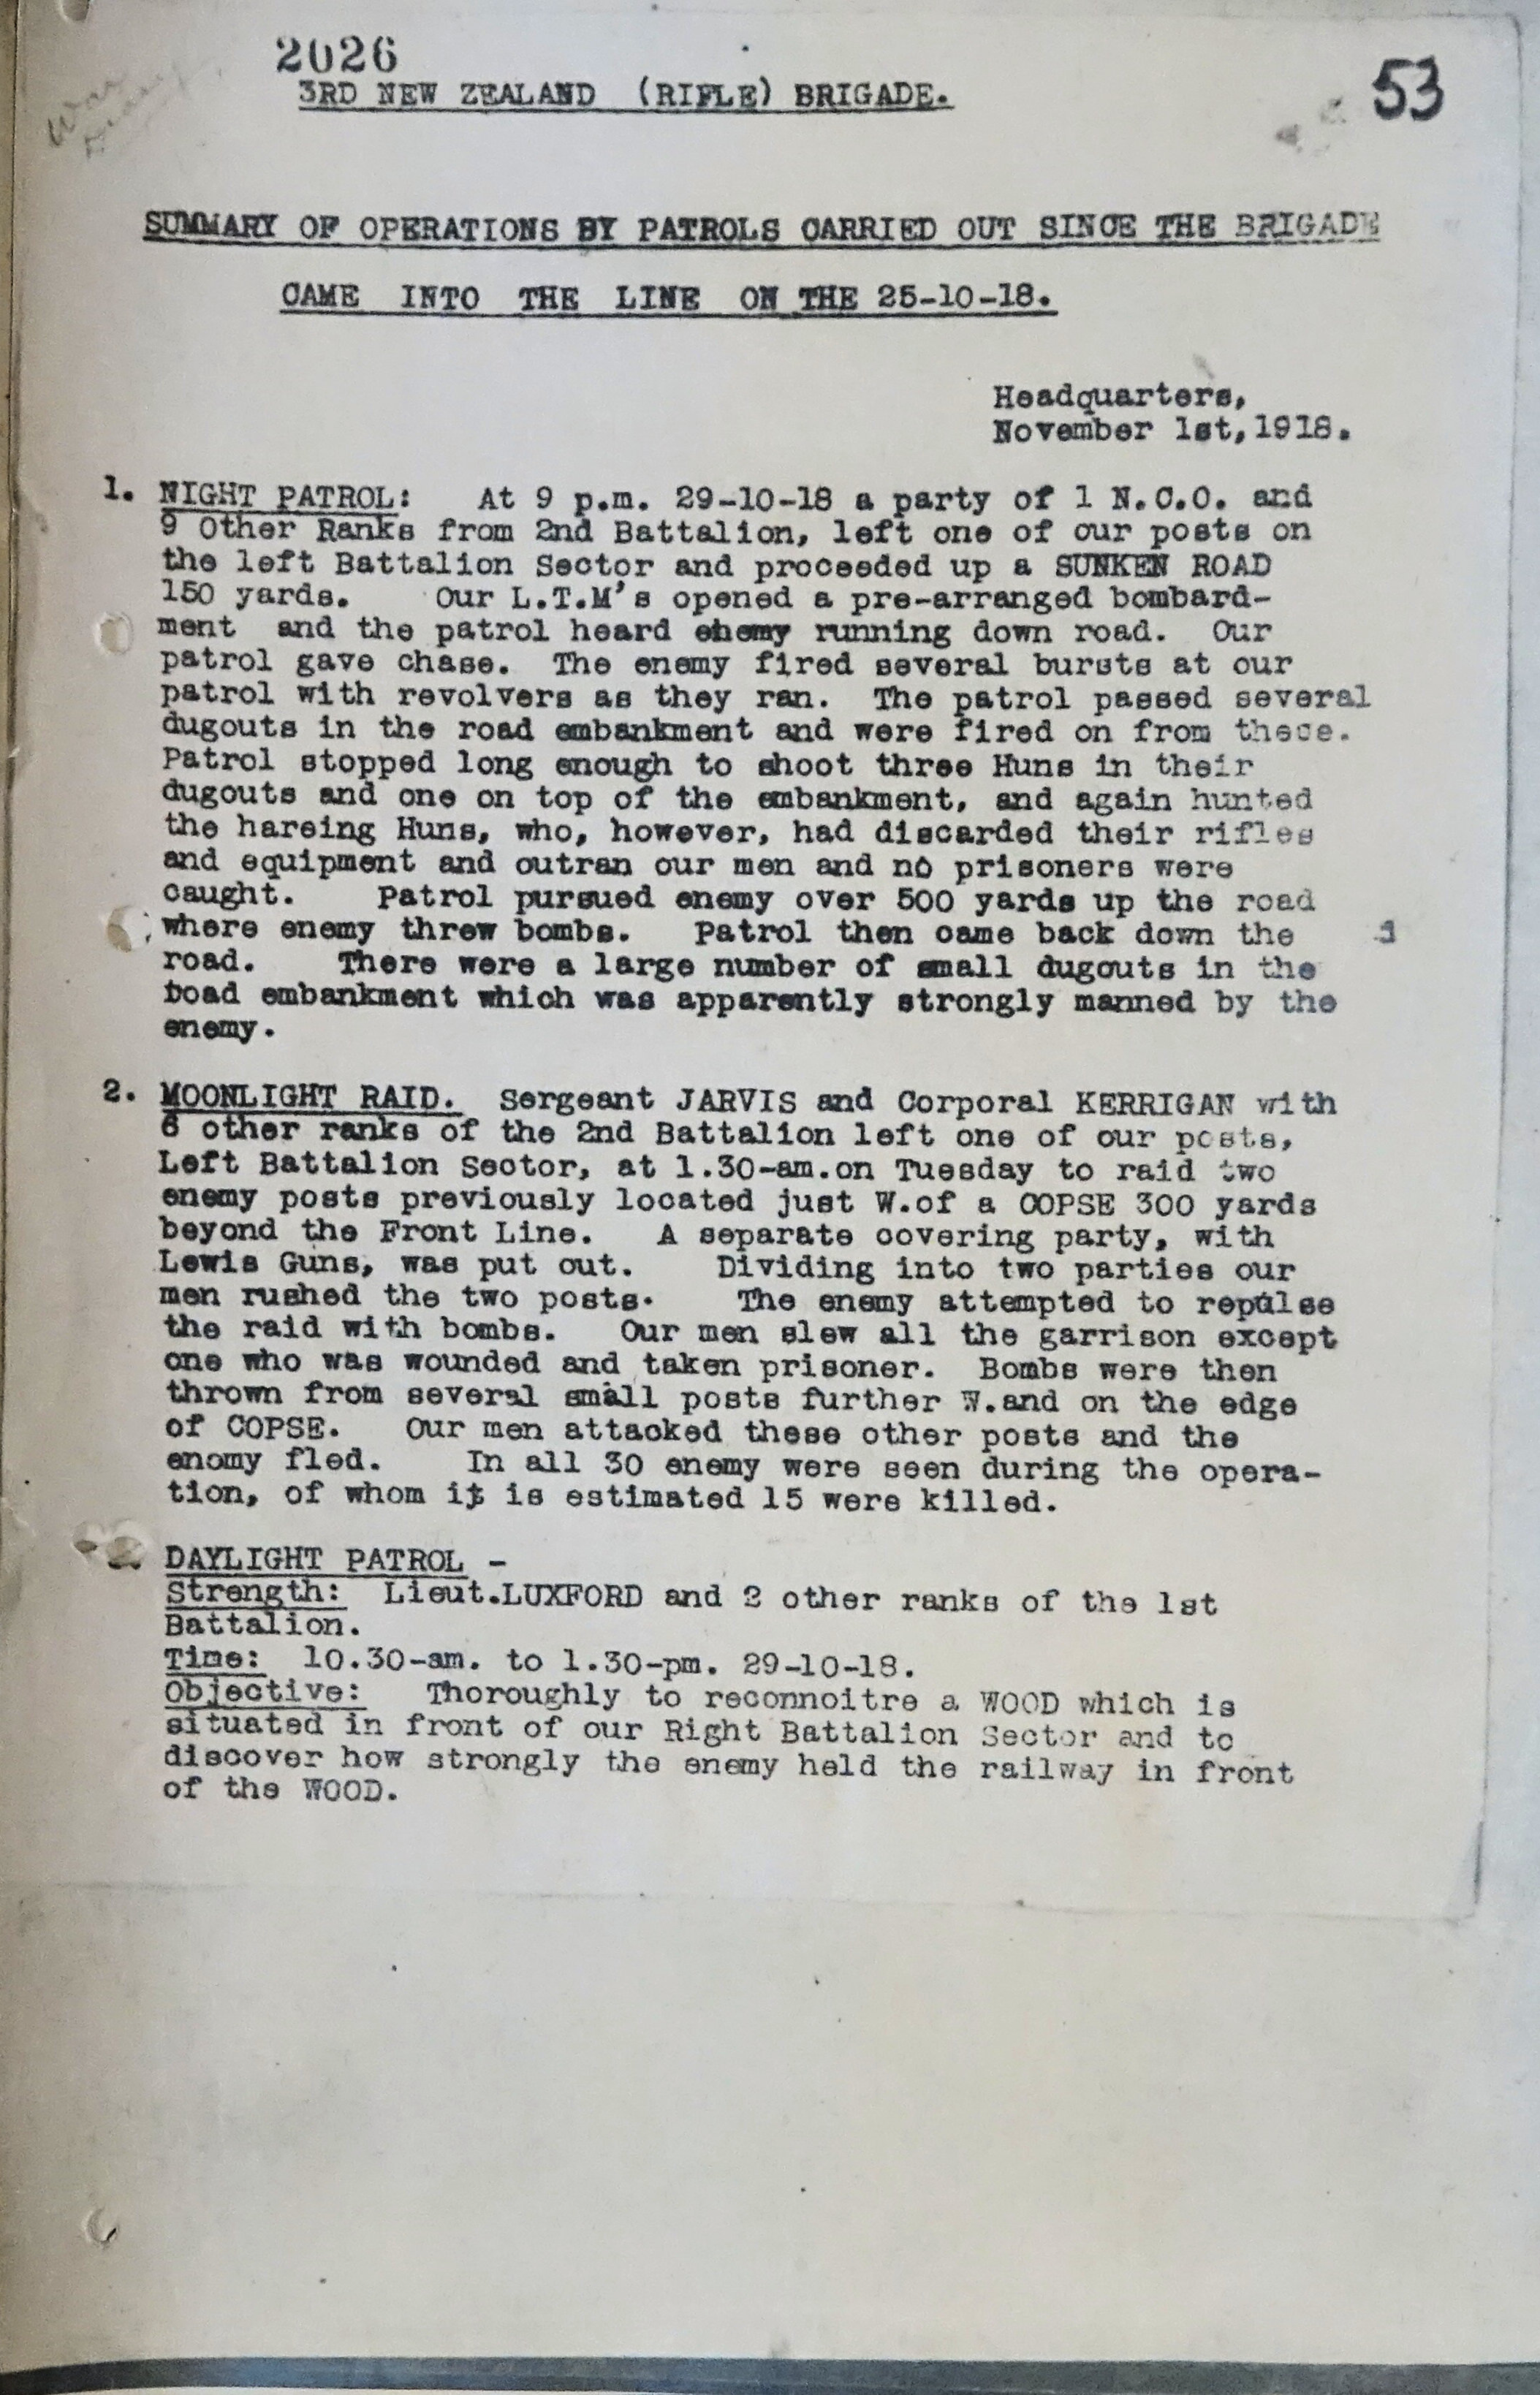 2026
53
War Diary
3RD NEW ZEALAND (RIFLE) BRIGADE.
SUMMARY OF OPERATIONS BY PATROLS CARRIED OUT SINCE THE BRIGADE
CAME INTO THE LINE ON THE 25-10-18.
Headquarters,
November 1st, 1918.
1. NIGHT PATROL: At 9 p.m. 29-10-18 a party of 1 N.C.O. and
9 Other Ranks from 2nd Battalion, left one of our posts on
the left Battalion Sector and proceeded up a SUNKEN ROAD
150 yards. Our L.T.M's opened a pre-arranged bombard-
ment and the patrol heard ehemy running down road. Our
patrol gave chase. The enemy fired several bursts at our
patrol with revolvers as they ran. The patrol passed several
dugouts in the road embankment and were fired on from these.
Patrol stopped long enough to shoot three Huns in their
dugouts and one on top of the embankment, and again hunted
the hareing Huns, who, however, had discarded their rifles
and equipment and outran our men and no prisoners were
caught. Patrol pursued enemy over 500 yards up the road
where enemy threw bombs. Patrol then came back down the
road. There were a large number of small dugouts in the
boad embankment which was apparently strongly manned by the
enemy.
2. MOONLIGHT RAID. Sergeant JARVIS and Corporal KERRIGAN with
6 other ranks of the 2nd Battalion left one of our posts,
Left Battalion Sector, at 1.30-am.on Tuesday to raid two
enemy posts previously located just W.of a COPSE 300 yards
beyond the Front Line. A separate covering party, with
Lewis Guns, was put out. Dividing into two parties our
men rushed the two posts. The enemy attempted to repulse
the raid with bombs. Our men slew all the garrison except
one who was wounded and taken prisoner. Bombs were then
thrown from several small posts further W.and on the edge
of COPSE. Our men attacked these other posts and the
enomy fled. In all 30 enemy were seen during the opera-
tion, of whom it is estimated 15 were killed.
DAYLIGHT PATROL -
Strength: Lieut.LUXFORD and 2 other ranks of the 1st
Battalion.
Time: 10.30-am. to 1.30-pm. 29-10-18.
Objective: Thoroughly to reconnoitre a WOOD which is
situated in front of our Right Battalion Sector and to
discover how strongly the enemy held the railway in front
of the WOOD.